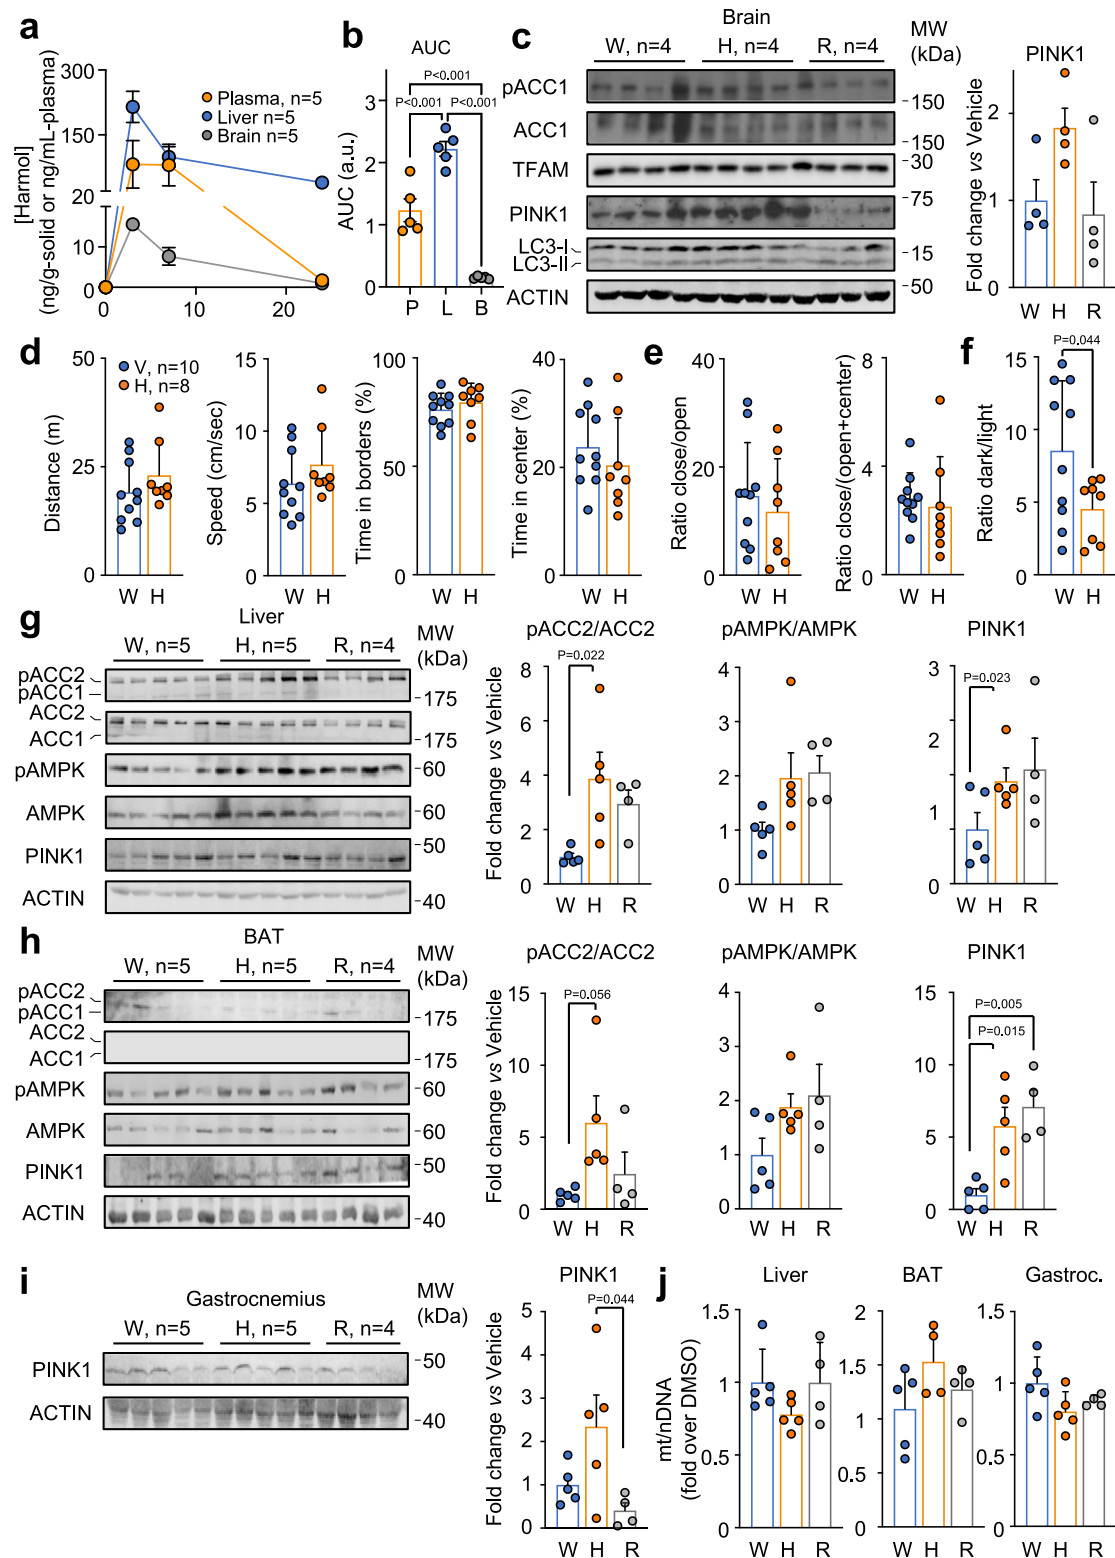 a
[Harmol]
(ng/g-solid or ng/mL-plasma)
300
150
20
10
0
0
10
20
Plasma, n=5
Liver n=5
Brain n=5
b
AUC
P<0.001
P<0.001
P<0.001
AUC (a.u.)
3
2
1
0
P
L
B
c
Brain
W, n=4
H, n=4
R, n=4
MW
(kDa)
pACC1
-150
ACC1
-150
TFAM
-30
-75
PINK1
LC3-I
-15
LC3-II
-50
ACTIN
PINK1
Fold change vs Vehicle
2
1
0
W
H
R
d
V, n=10
H, n=8
Distance (m)
50
25
0
W
H
Speed (cm/sec)
15
10
5
0
W
H
Time in borders (%)
100
50
0
W
H
Time in center (%)
40
20
0
W
H
e
Ratio close/open
40
20
0
W
H
Ratio close/(open+center)
8
4
0
W
H
f
P=0.044
Ratio dark/light
15
10
5
0
W
H
g
Liver
W, n=5
H, n=5
R, n=4
MW
(kDa)
pACC2
pACC1
-175
ACC2
ACC1
-175
pAMPK
-60
AMPK
-60
PINK1
-50
ACTIN
-40
pACC2/ACC2
P=0.022
Fold change vs Vehicle
8
6
4
2
0
W
H
R
pAMPK/AMPK
4
3
2
1
0
W
H
R
PINK1
P=0.023
3
2
1
0
W
H
R
h
BAT
W, n=5
H, n=5
R, n=4
MW
(kDa)
pACC2
pACC1
-175
ACC2
ACC1
-175
pAMPK
-60
AMPK
-60
PINK1
-50
ACTIN
-40
pACC2/ACC2
P=0.056
Fold change vs Vehicle
15
10
5
0
W
H
R
pAMPK/AMPK
4
3
2
1
0
W
H
R
PINK1
P=0.005
P=0.015
15
10
5
0
W
H
R
i
Gastrocnemius
W, n=5
H, n=5
R, n=4
MW
(kDa)
PINK1
-50
ACTIN
-40
PINK1
P=0.044
Fold change vs Vehicle
5
4
3
2
1
0
W
H
R
j
Liver
mt/nDNA
(fold over DMSO)
1.5
1
0.5
0
W
H
R
BAT
2
1.5
1
0.5
0
W
H
R
Gastroc.
1.5
1
0.5
0
W
H
R